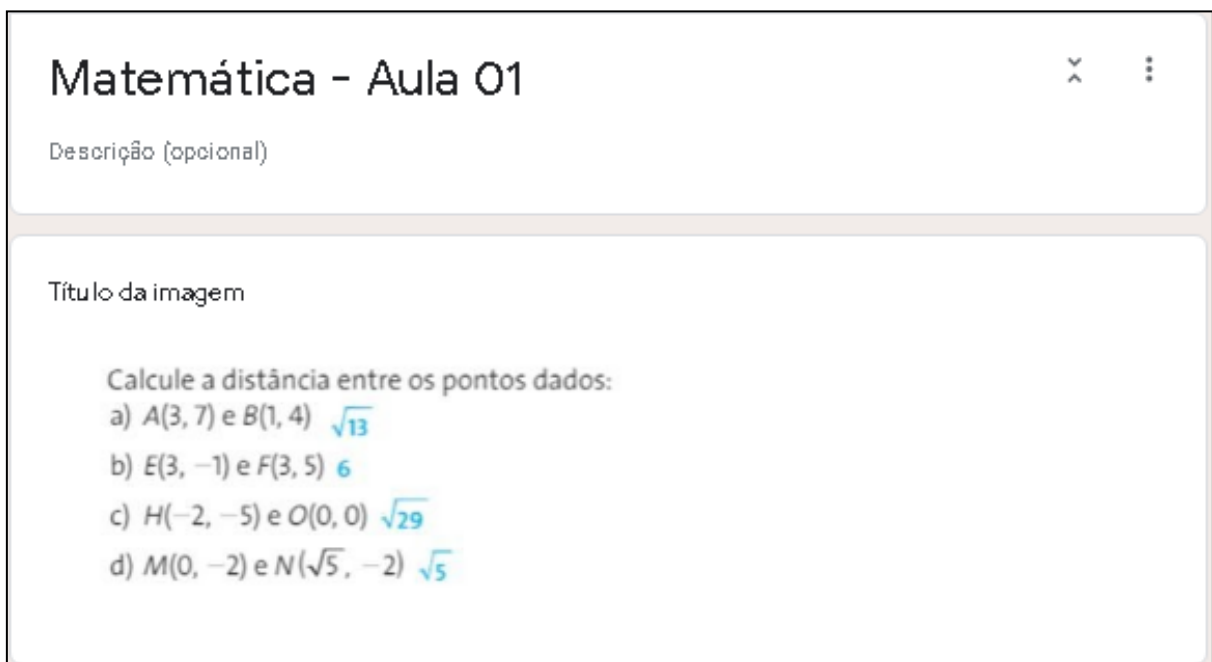 Matemática - Aula 01
Descrição (opcional)
Título da imagem
Calcule a distância entre os pontos dados:
a) A(3, 7) e B(1, 4) √13
b) E(3, −1) e F(3, 5) 6
c) H(−2, −5) e O(0, 0) √29
d) M(0, −2) e N(√5, −2) √5